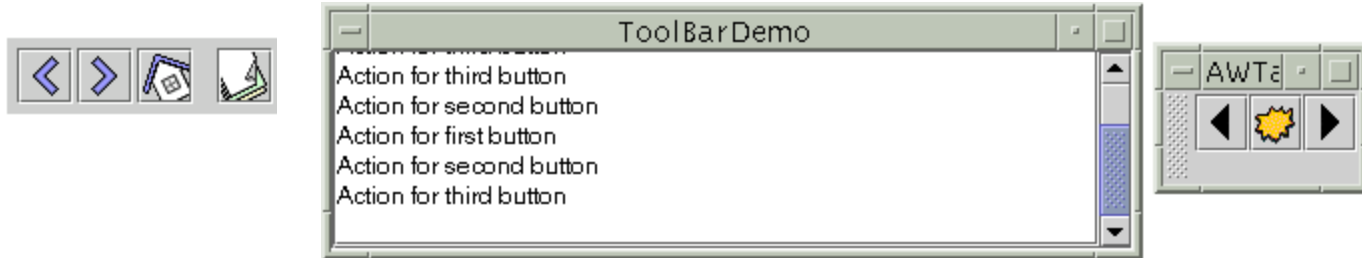 ToolBarDemo
Action for third button
Action for second button
Action for first button
Action for second button
Action for third button